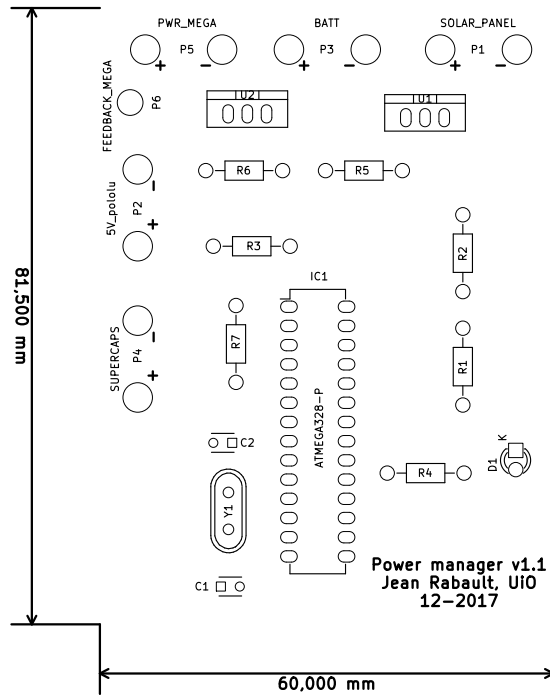 PWR_MEGA
BATT
SOLAR_PANEL
P5
P3
P1
+
−
+
−
+
−
FEEDBACK_MEGA
P6
U2
U1
R6
R5
5V_pololu
P2
−
+
R3
R2
IC1
81,500 mm
SUPERCAPS
P4
−
+
R7
R1
ATMEGA328-P
C2
K
D1
R4
Y1
Power manager v1.1
Jean Rabault, UiO
12-2017
C1
60,000 mm